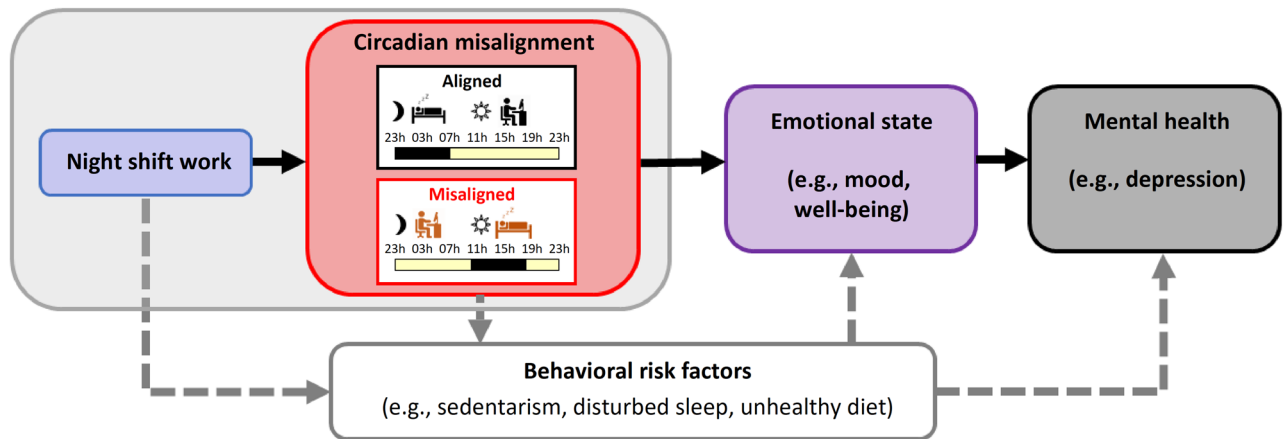 Circadian misalignment
Aligned
z z Z
23h 03h 07h 11h 15h 19h 23h
Night shift work
Misaligned
z z Z
23h 03h 07h 11h 15h 19h 23h
Emotional state
(e.g., mood,
well-being)
Mental health
(e.g., depression)
Behavioral risk factors
(e.g., sedentarism, disturbed sleep, unhealthy diet)